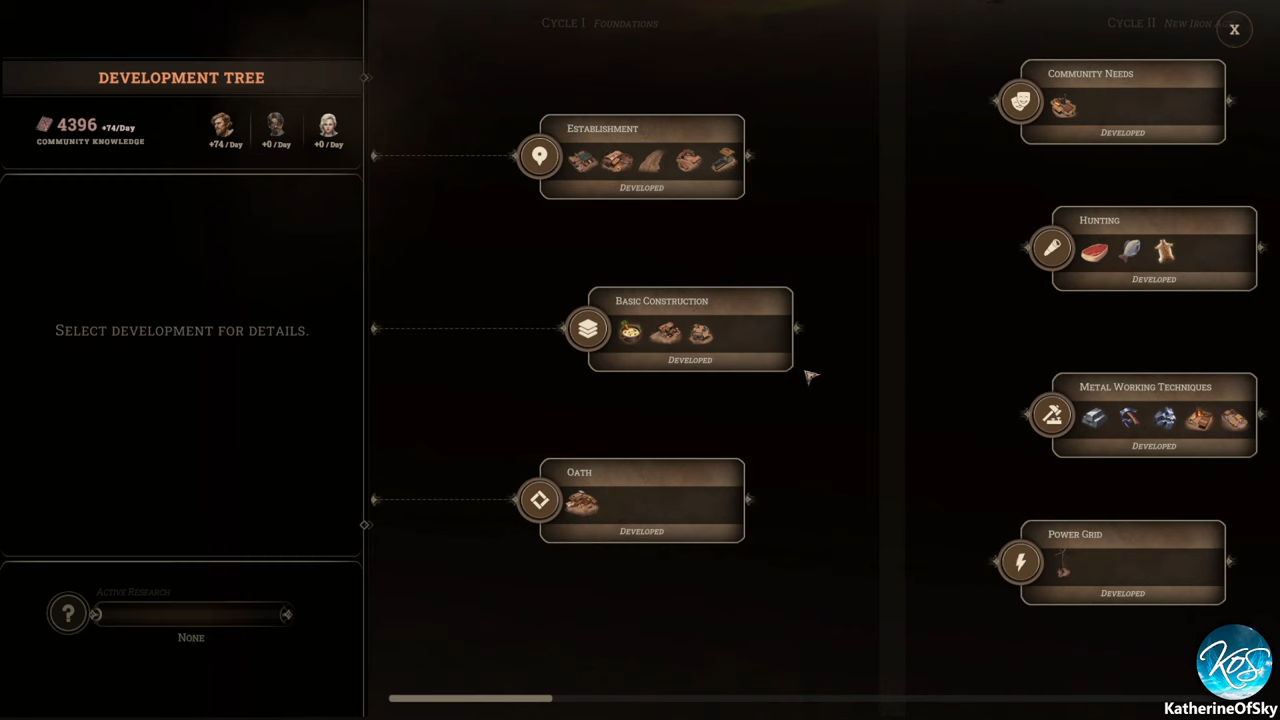 DEVELOPMENT TREE
4396 +74/Day
COMMUNITY KNOWLEDGE
+74 / Day
+0 / Day
+0 / Day
SELECT DEVELOPMENT FOR DETAILS.
ACTIVE RESEARCH
?
NONE
CYCLE I FOUNDATIONS
ESTABLISHMENT
DEVELOPED
BASIC CONSTRUCTION
DEVELOPED
OATH
DEVELOPED
CYCLE II NEW IRON AGE
X
COMMUNITY NEEDS
DEVELOPED
HUNTING
DEVELOPED
METAL WORKING TECHNIQUES
DEVELOPED
POWER GRID
DEVELOPED
KOS
KatherineOfSky